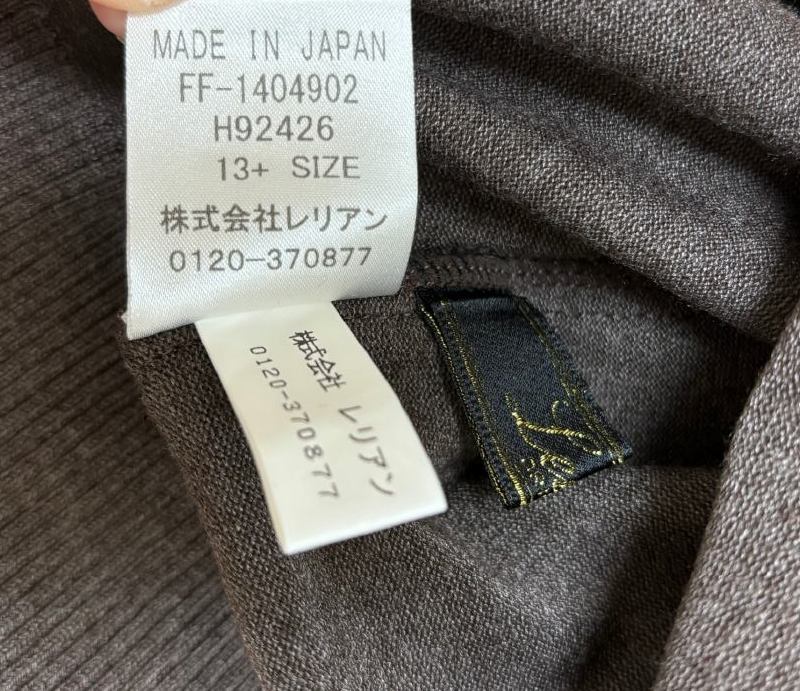 MADE IN JAPAN
FF-1404902
H92426
13+ SIZE
株式会社レリアン
0120-370877
株式会社 レリアン
0120-370877